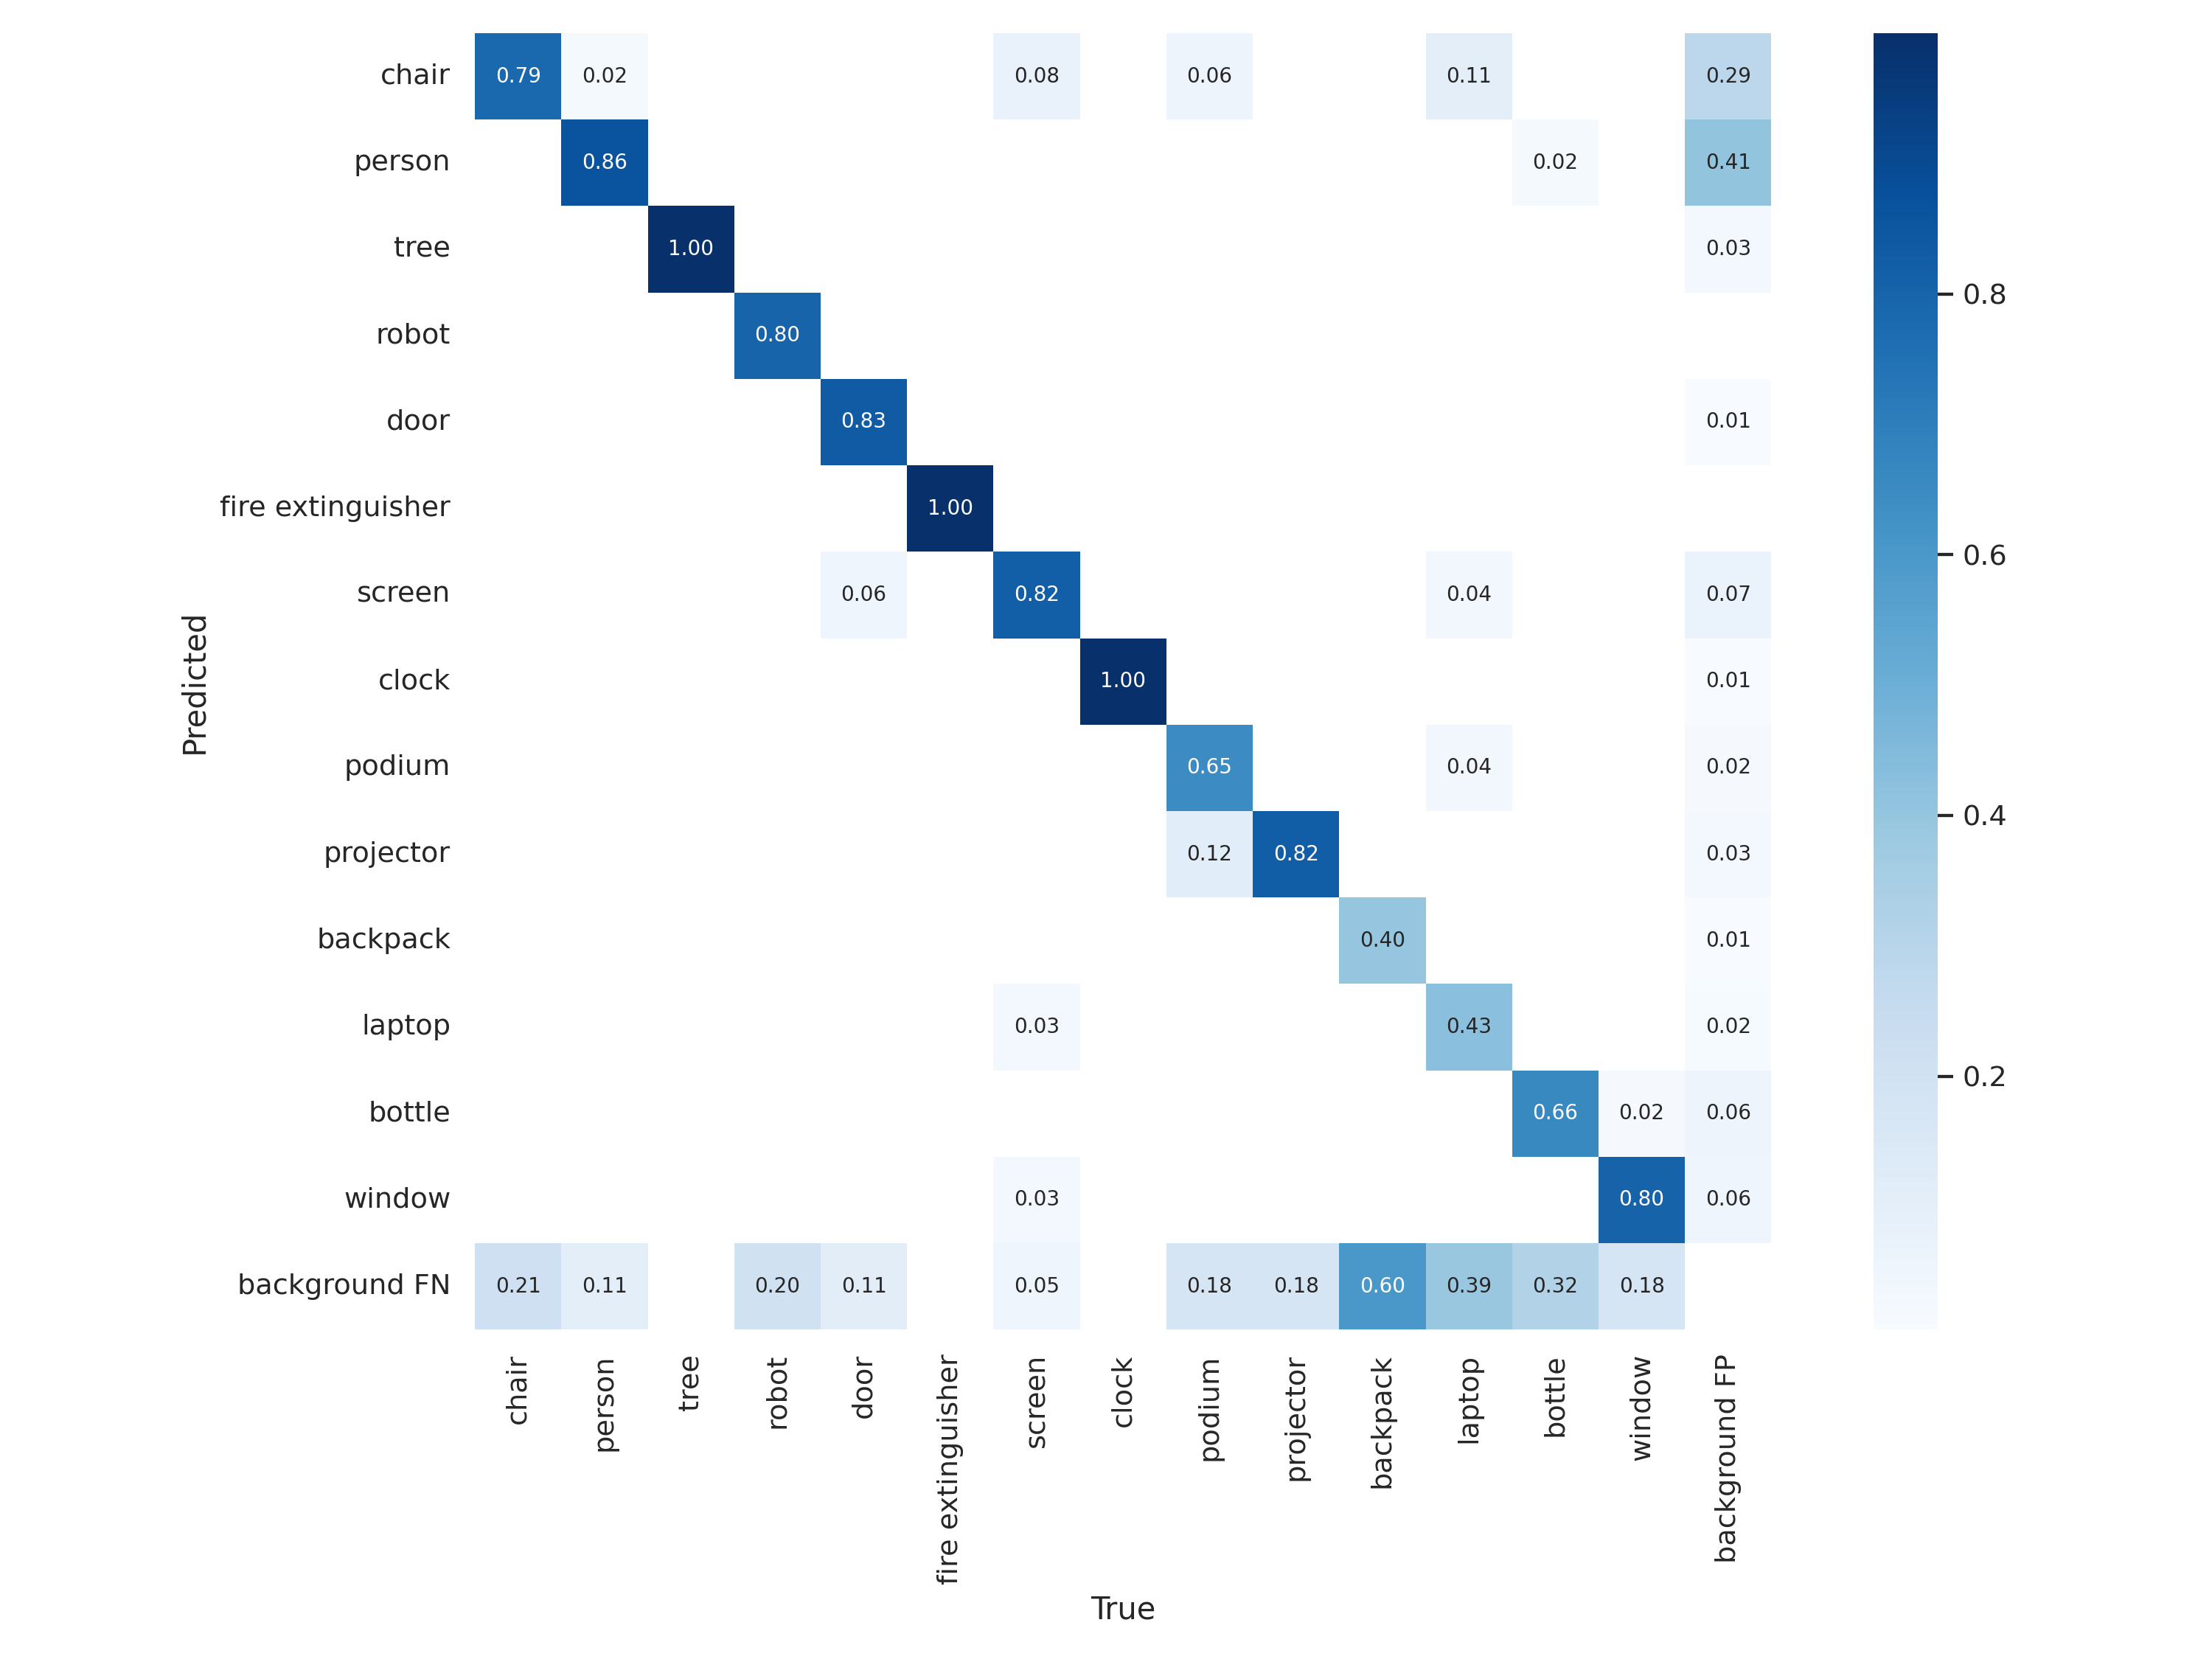 chair 0.79 0.02 0.08 0.06 0.11 0.29
person 0.86 0.02 0.41
tree 1.00 0.03
robot 0.80
door 0.83 0.01
fire extinguisher 1.00
screen 0.06 0.82 0.04 0.07
clock 1.00 0.01
podium 0.65 0.04 0.02
projector 0.12 0.82 0.03
backpack 0.40 0.01
laptop 0.03 0.43 0.02
bottle 0.66 0.02 0.06
window 0.03 0.80 0.06
background FN 0.21 0.11 0.20 0.11 0.05 0.18 0.18 0.60 0.39 0.32 0.18
Predicted
chair
person
tree
robot
door
fire extinguisher
screen
clock
podium
projector
backpack
laptop
bottle
window
background FP
True
0.8
0.6
0.4
0.2